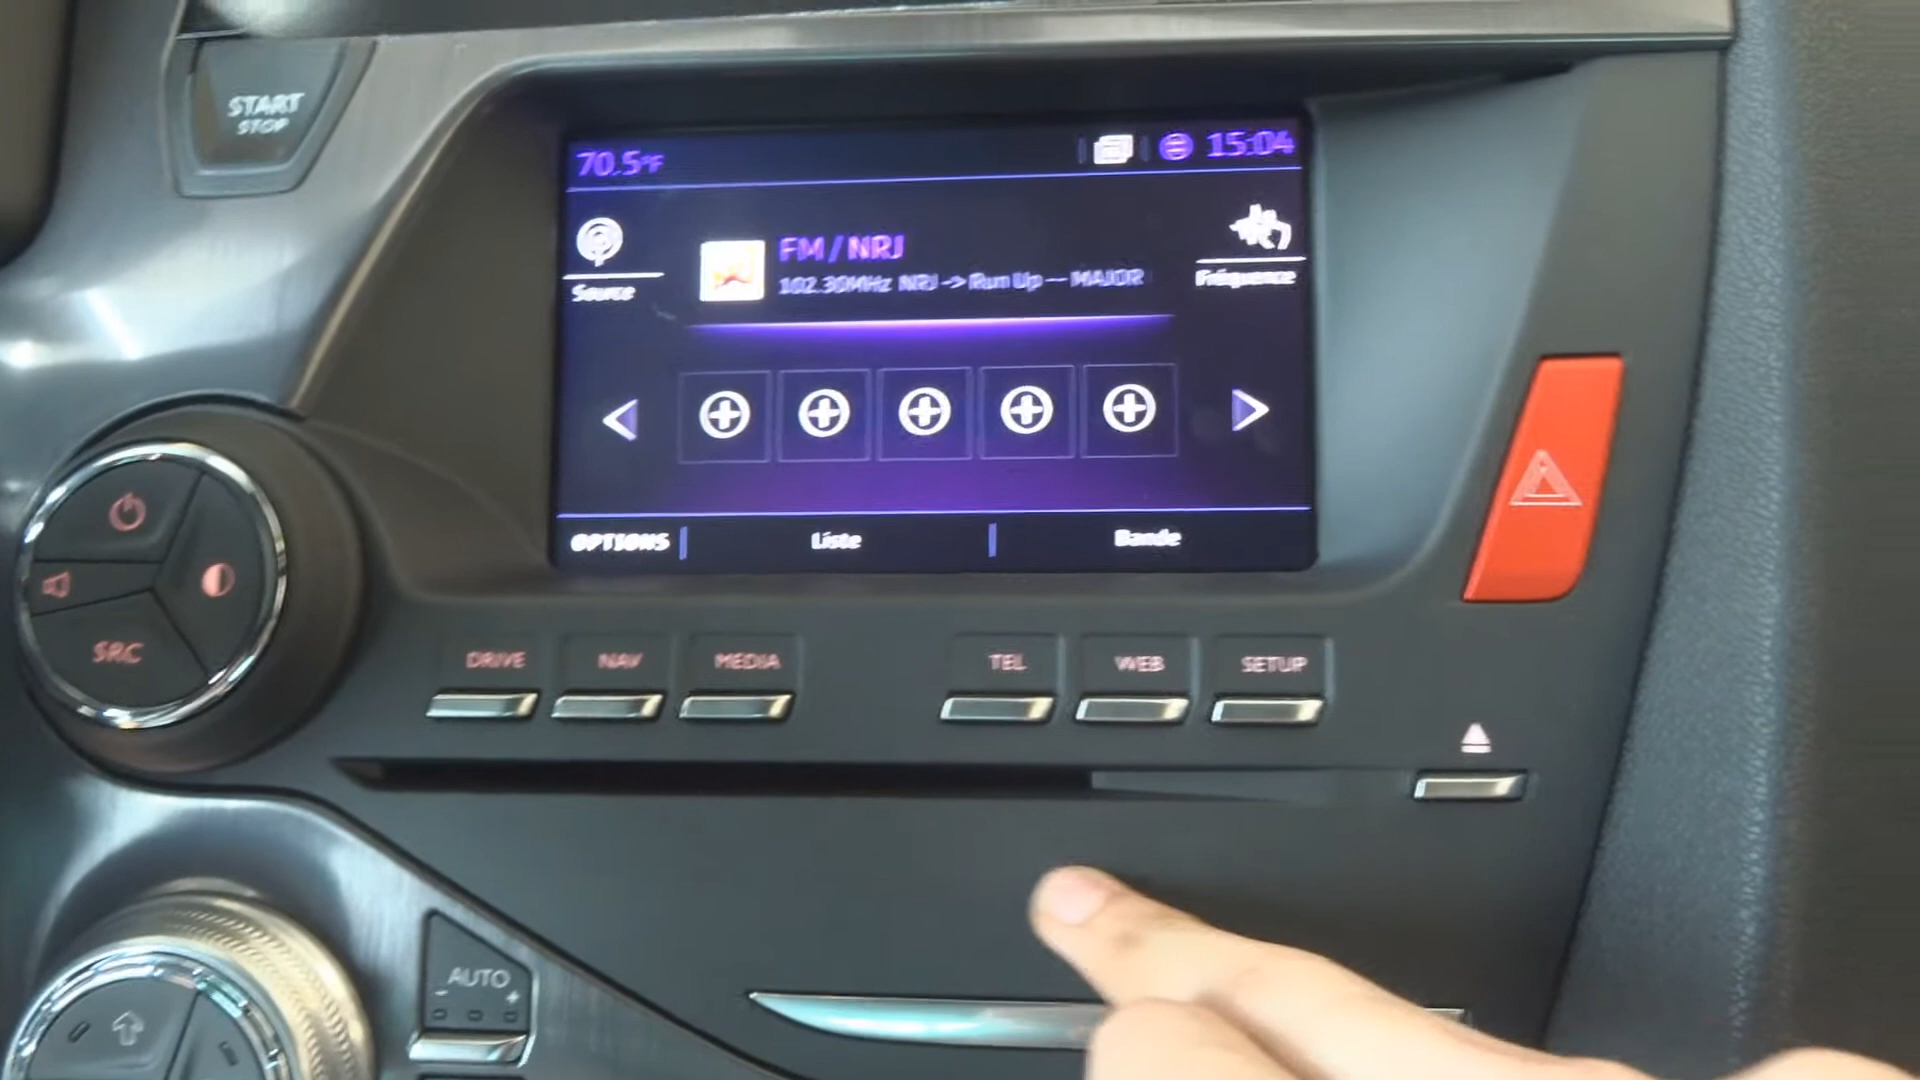 START
STOP
70.5°F
15:04
FM / NRJ
102.30MHz NRJ -> Run Up -- MAJOR
Source
Fréquence
OPTIONS
Liste
Bande
SRC
DRIVE
NAV
MEDIA
TEL
WEB
SETUP
AUTO
- +